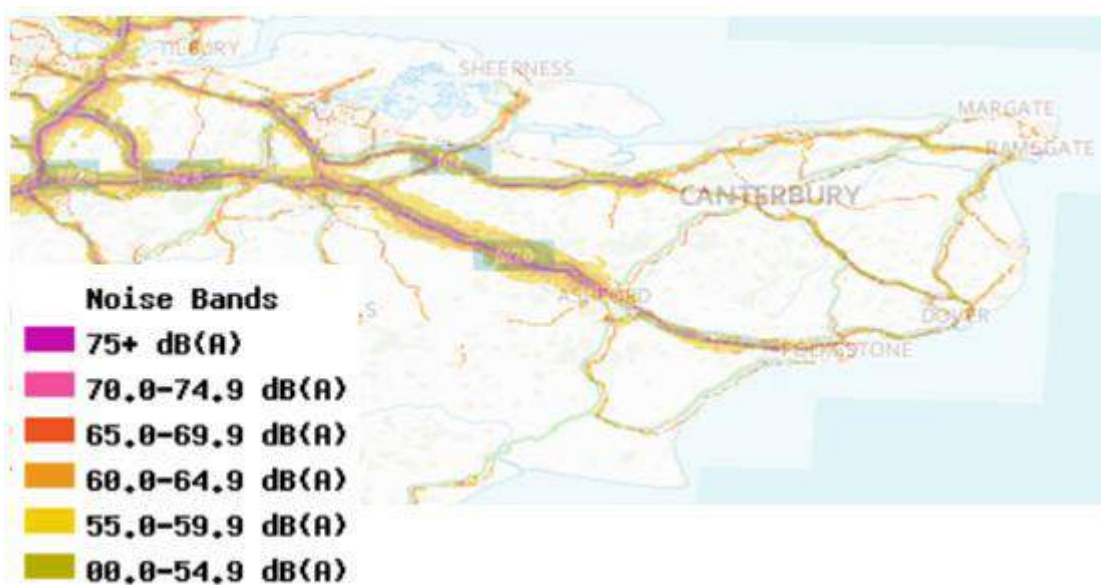 TILBURY
SHEERNESS
MARGATE
RAMSGATE
CANTERBURY
ASHFORD
DOVER
FOLKESTONE
Noise Bands
75+ dB(A)
70.0-74.9 dB(A)
65.0-69.9 dB(A)
60.0-64.9 dB(A)
55.0-59.9 dB(A)
00.0-54.9 dB(A)